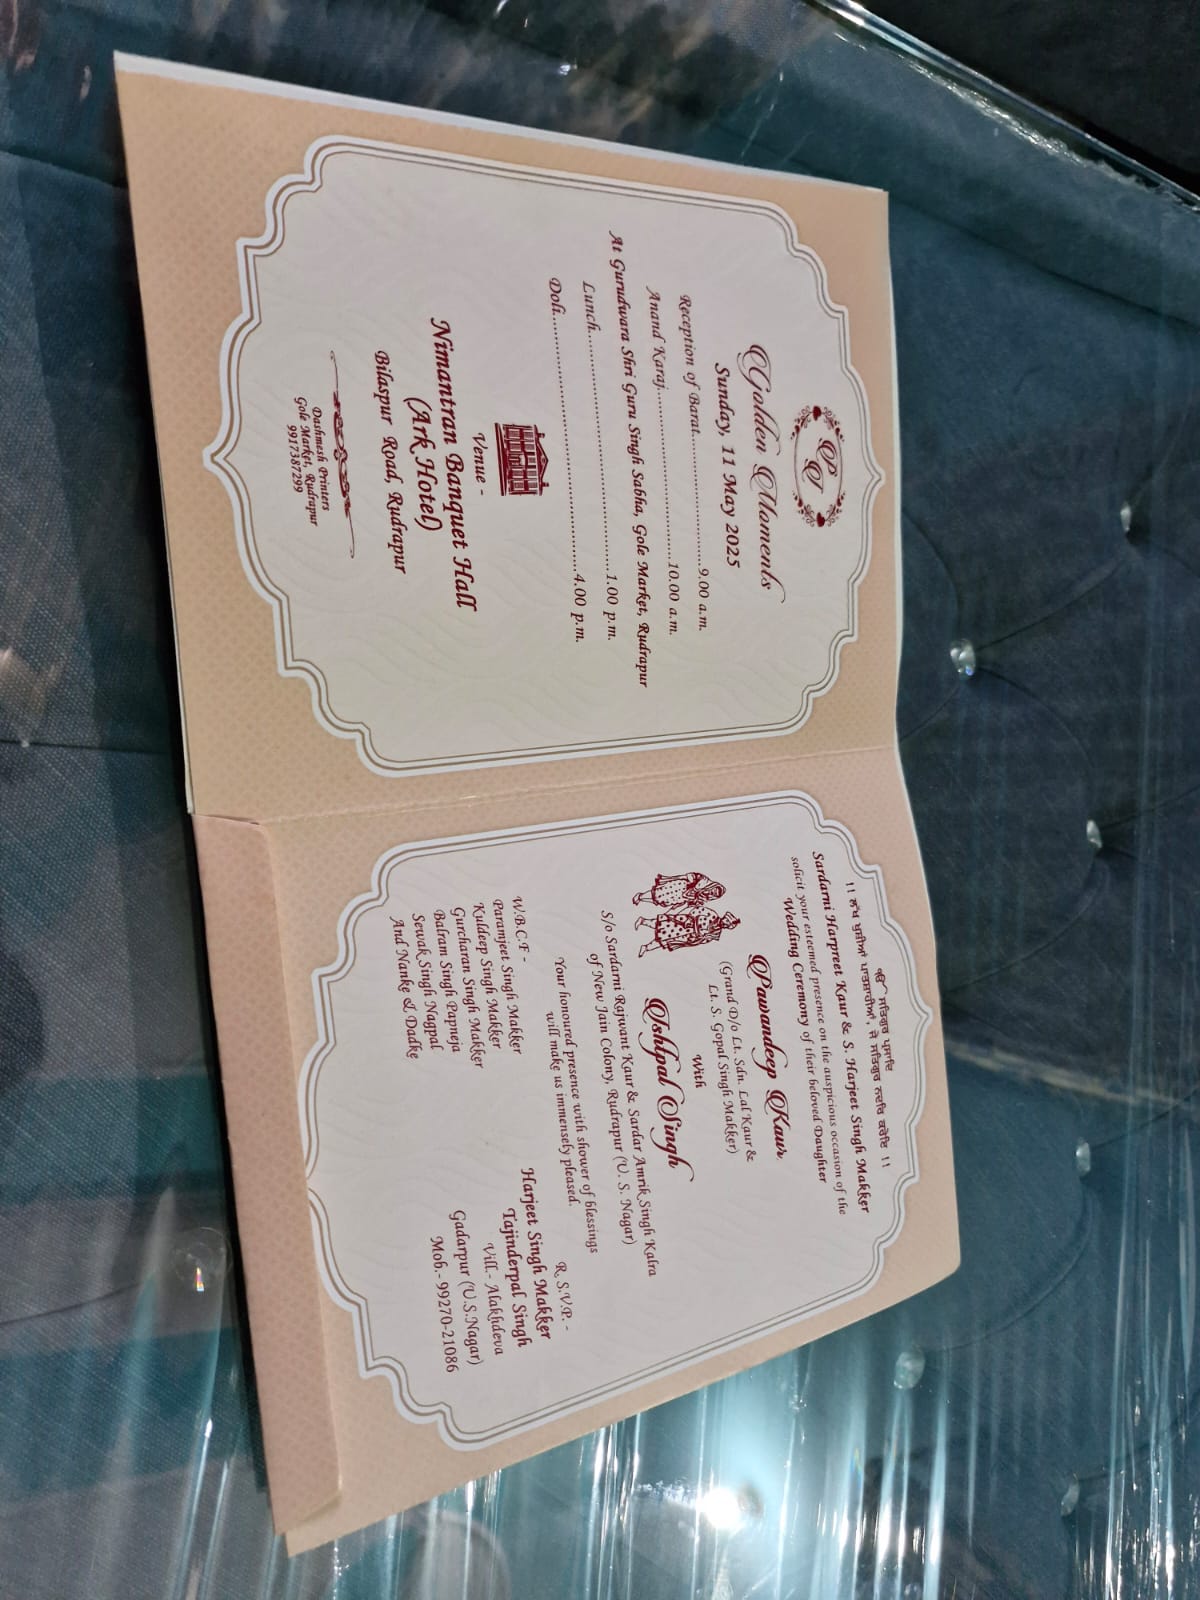 PI
Golden Moments
Sunday, 11 May 2025
Reception of Barat..............................9.00 a.m.
Anand Karaj.......................................10.00 a.m.
At Gurudwara Shri Guru Singh Sabha, Gole Market, Rudrapur
Lunch......................................................1.00 p.m.
Doli..........................................................4.00 p.m.
Venue -
Nimantran Banquet Hall
(Ark Hotel)
Bilaspur Road, Rudrapur
Dashmesh Printers
Gole Market, Rudrapur
9917387299
ੴ ਸਤਿਗੁਰ ਪ੍ਰਸਾਦਿ
!! ਲੱਖ ਖੁਸ਼ੀਆਂ ਪਾਤਸ਼ਾਹੀਆਂ, ਜੇ ਸਤਿਗੁਰ ਨਦਰਿ ਕਰੇਇ !!
Sardarni Harpreet Kaur & S. Harjeet Singh Makker
solicit your esteemed presence on the auspicious occasion of the
Wedding Ceremony of their beloved Daughter
Pawandeep Kaur
(Grand D/o Lt. Sdn. Lal Kaur &
Lt. S. Gopal Singh Makker)
With
Ishtpal Singh
S/o Sardarni Rajwant Kaur & Sardar Amrik Singh Kalra
of New Jain Colony, Rudrapur (U. S. Nagar)
Your honoured presence with shower of blessings
will make us immensely pleased.
W.B.C.F -
Paramjeet Singh Makker
Kuldeep Singh Makker
Gurcharan Singh Makker
Balram Singh Papneja
Sewak Singh Nagpal
And Nanke & Dadke
R. S.V.P. -
Harjeet Singh Makker
Tajinderpal Singh
Vill.- Alakhdeva
Gadarpur (U.S.Nagar)
Mob.- 99270-21086